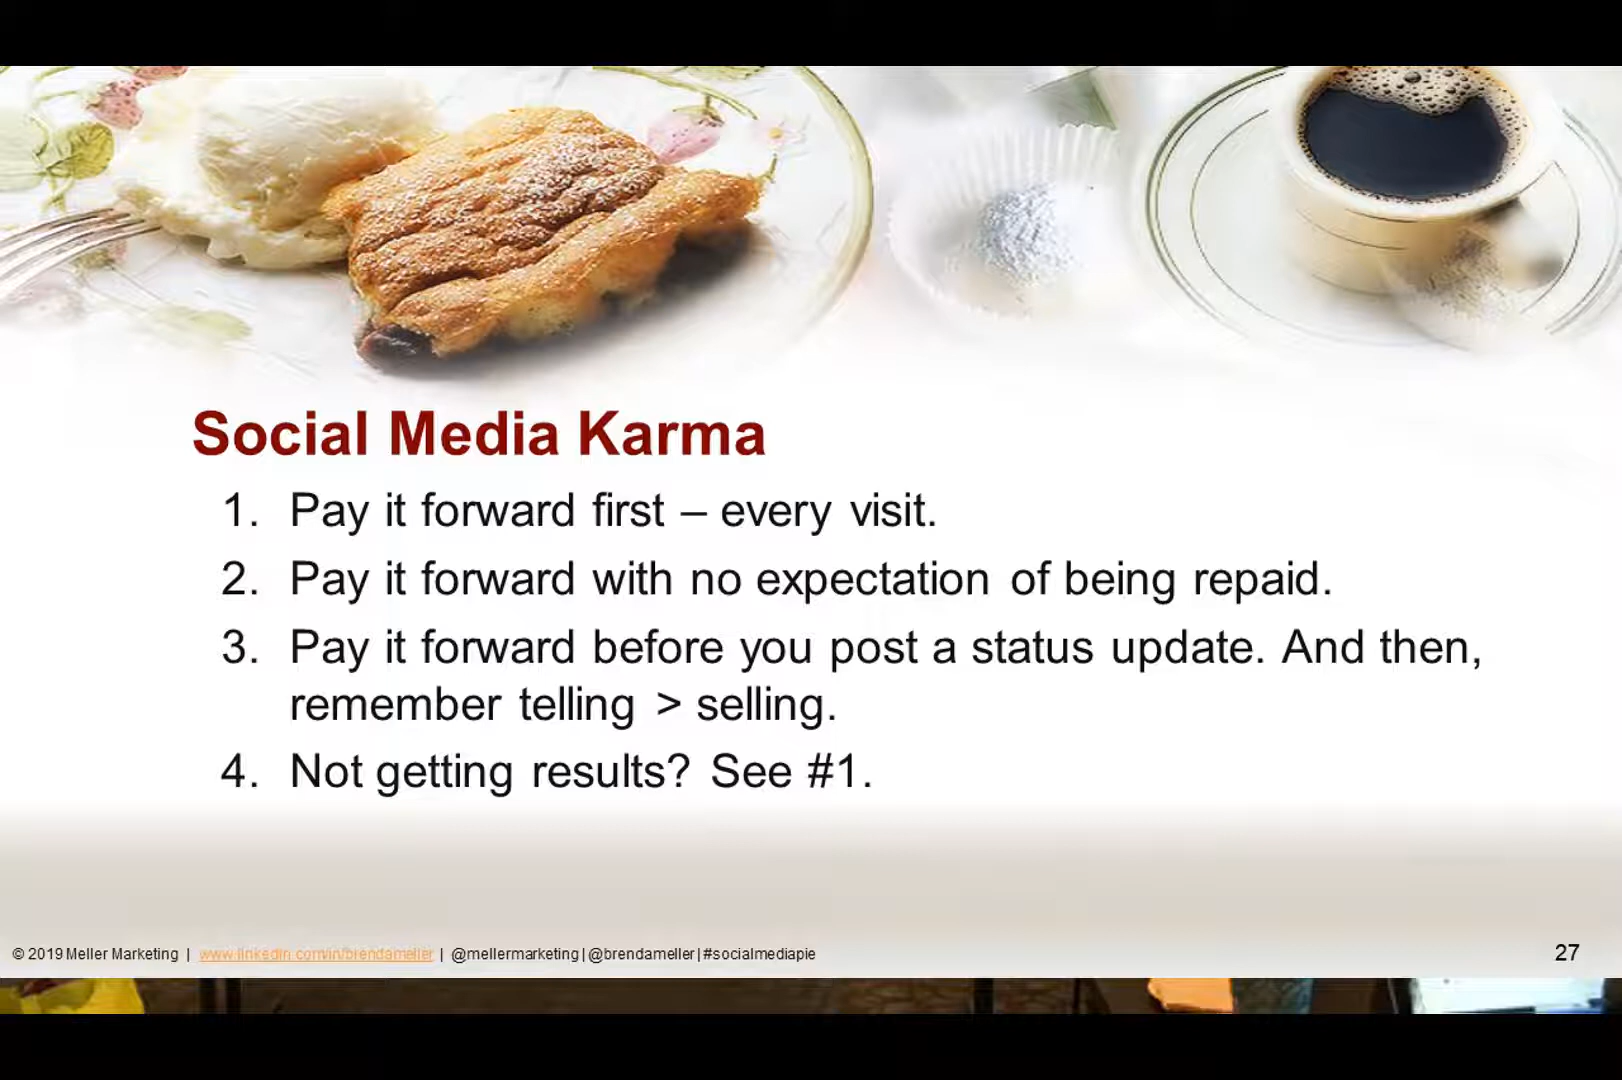 Social Media Karma
1. Pay it forward first – every visit.
2. Pay it forward with no expectation of being repaid.
3. Pay it forward before you post a status update. And then,
remember telling > selling.
4. Not getting results? See #1.
© 2019 Meller Marketing | www.linkedin.com/in/brendameller | @mellermarketing | @brendameller | #socialmediapie
27